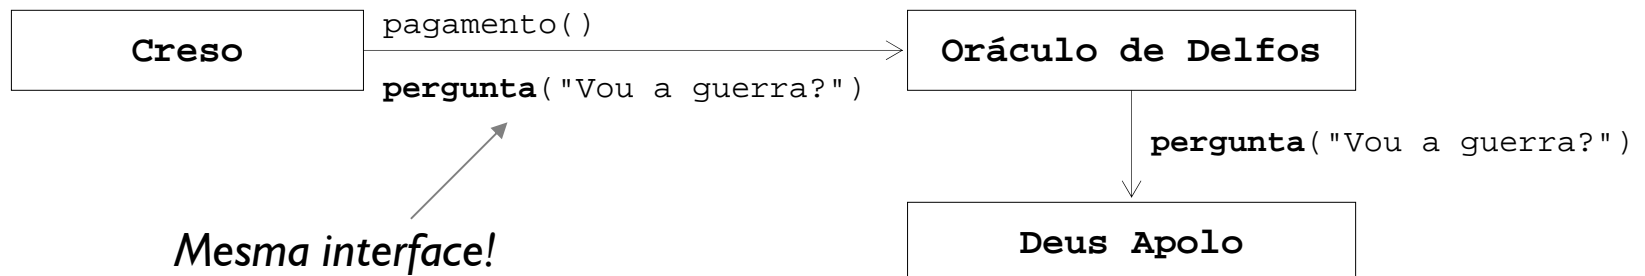 pagamento()
Creso
Oráculo de Delfos
pergunta("Vou a guerra?")
pergunta("Vou a guerra?")
Mesma interface!
Deus Apolo